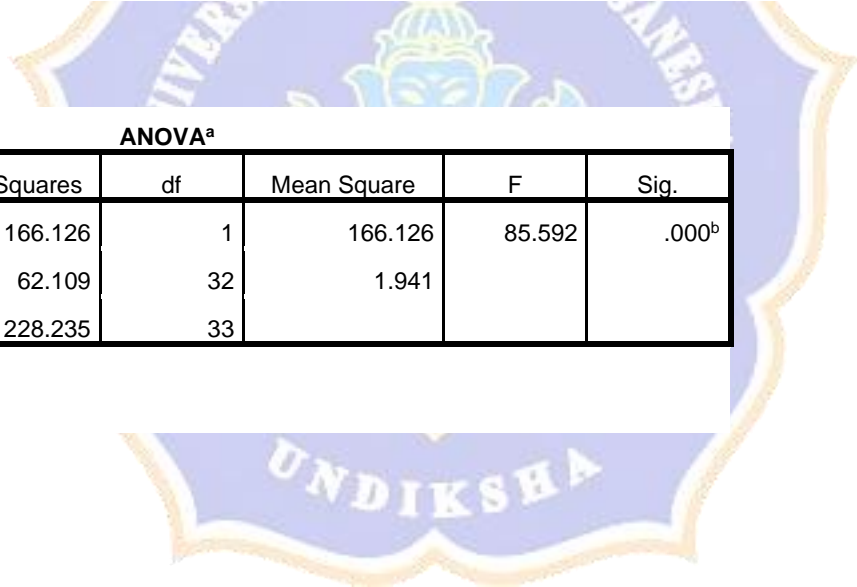 ANOVAᵃ
Squares df Mean Square F Sig.
166.126 1 166.126 85.592 .000ᵇ
62.109 32 1.941
228.235 33
UNDIKSHA